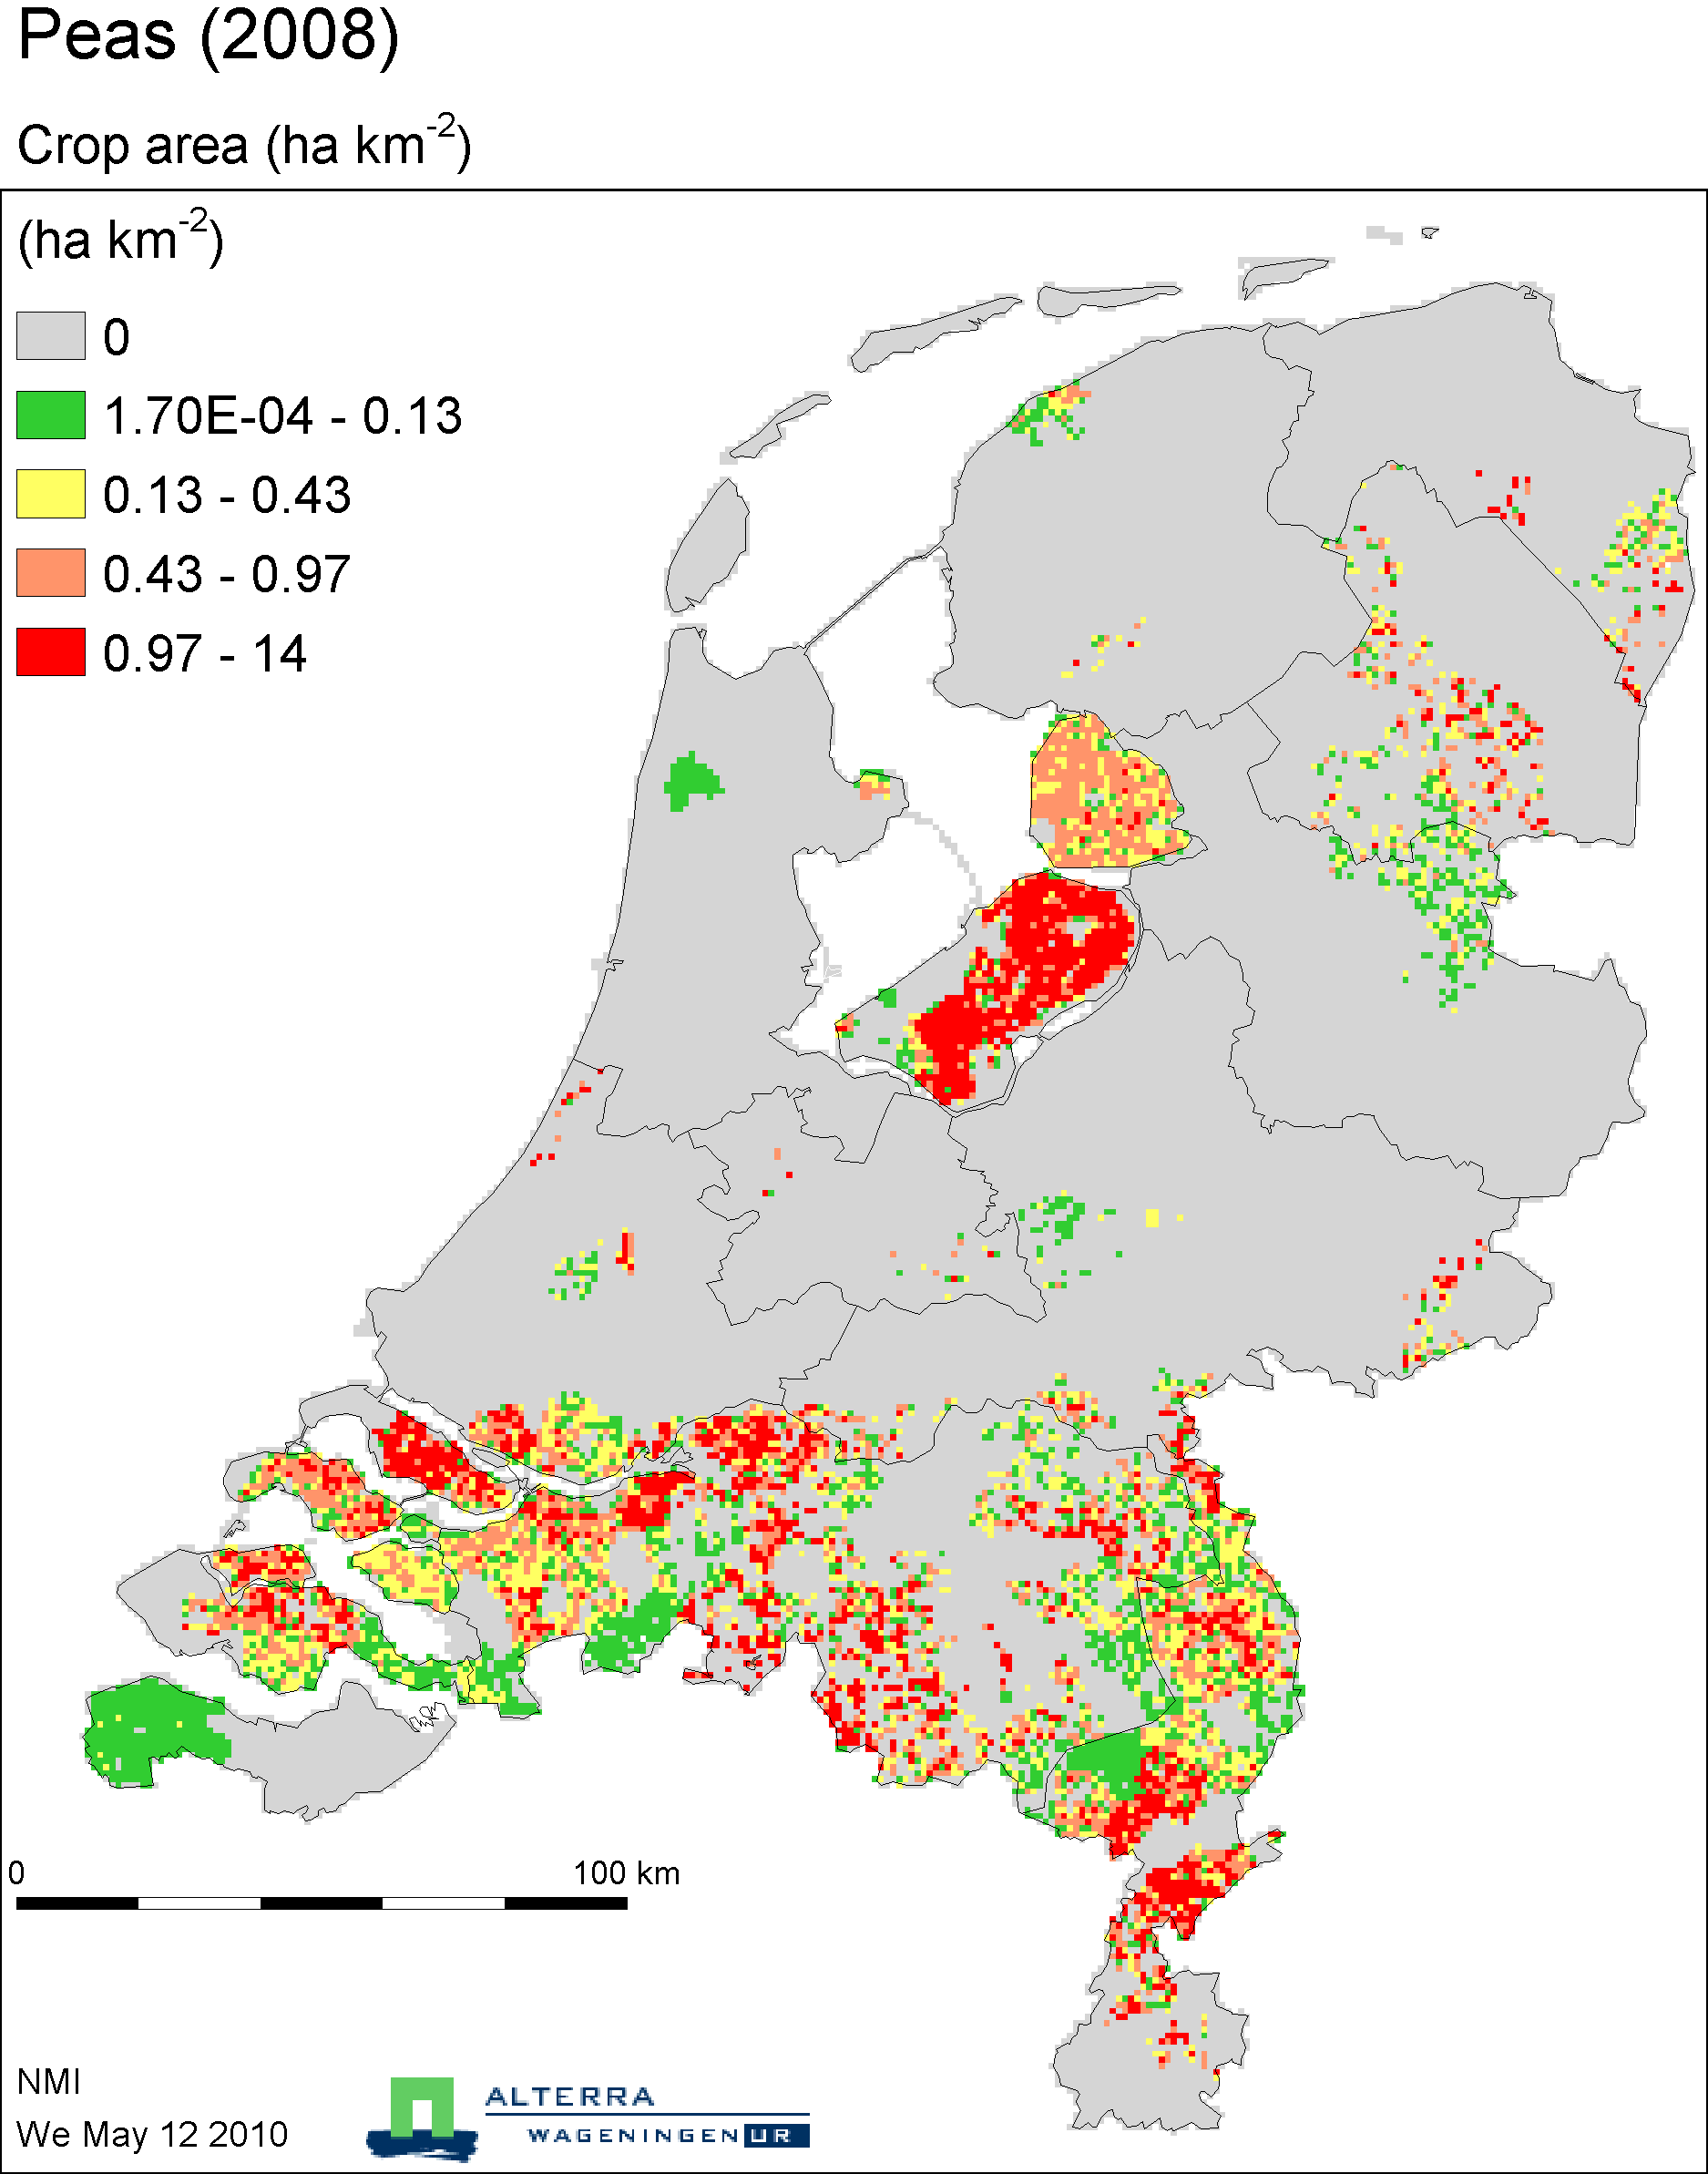 Peas (2008)
Crop area (ha km-2)
(ha km-2)
0
1.70E-04 - 0.13
0.13 - 0.43
0.43 - 0.97
0.97 - 14
0 100 km
NMI
We May 12 2010
ALTERRA
WAGENINGEN UR